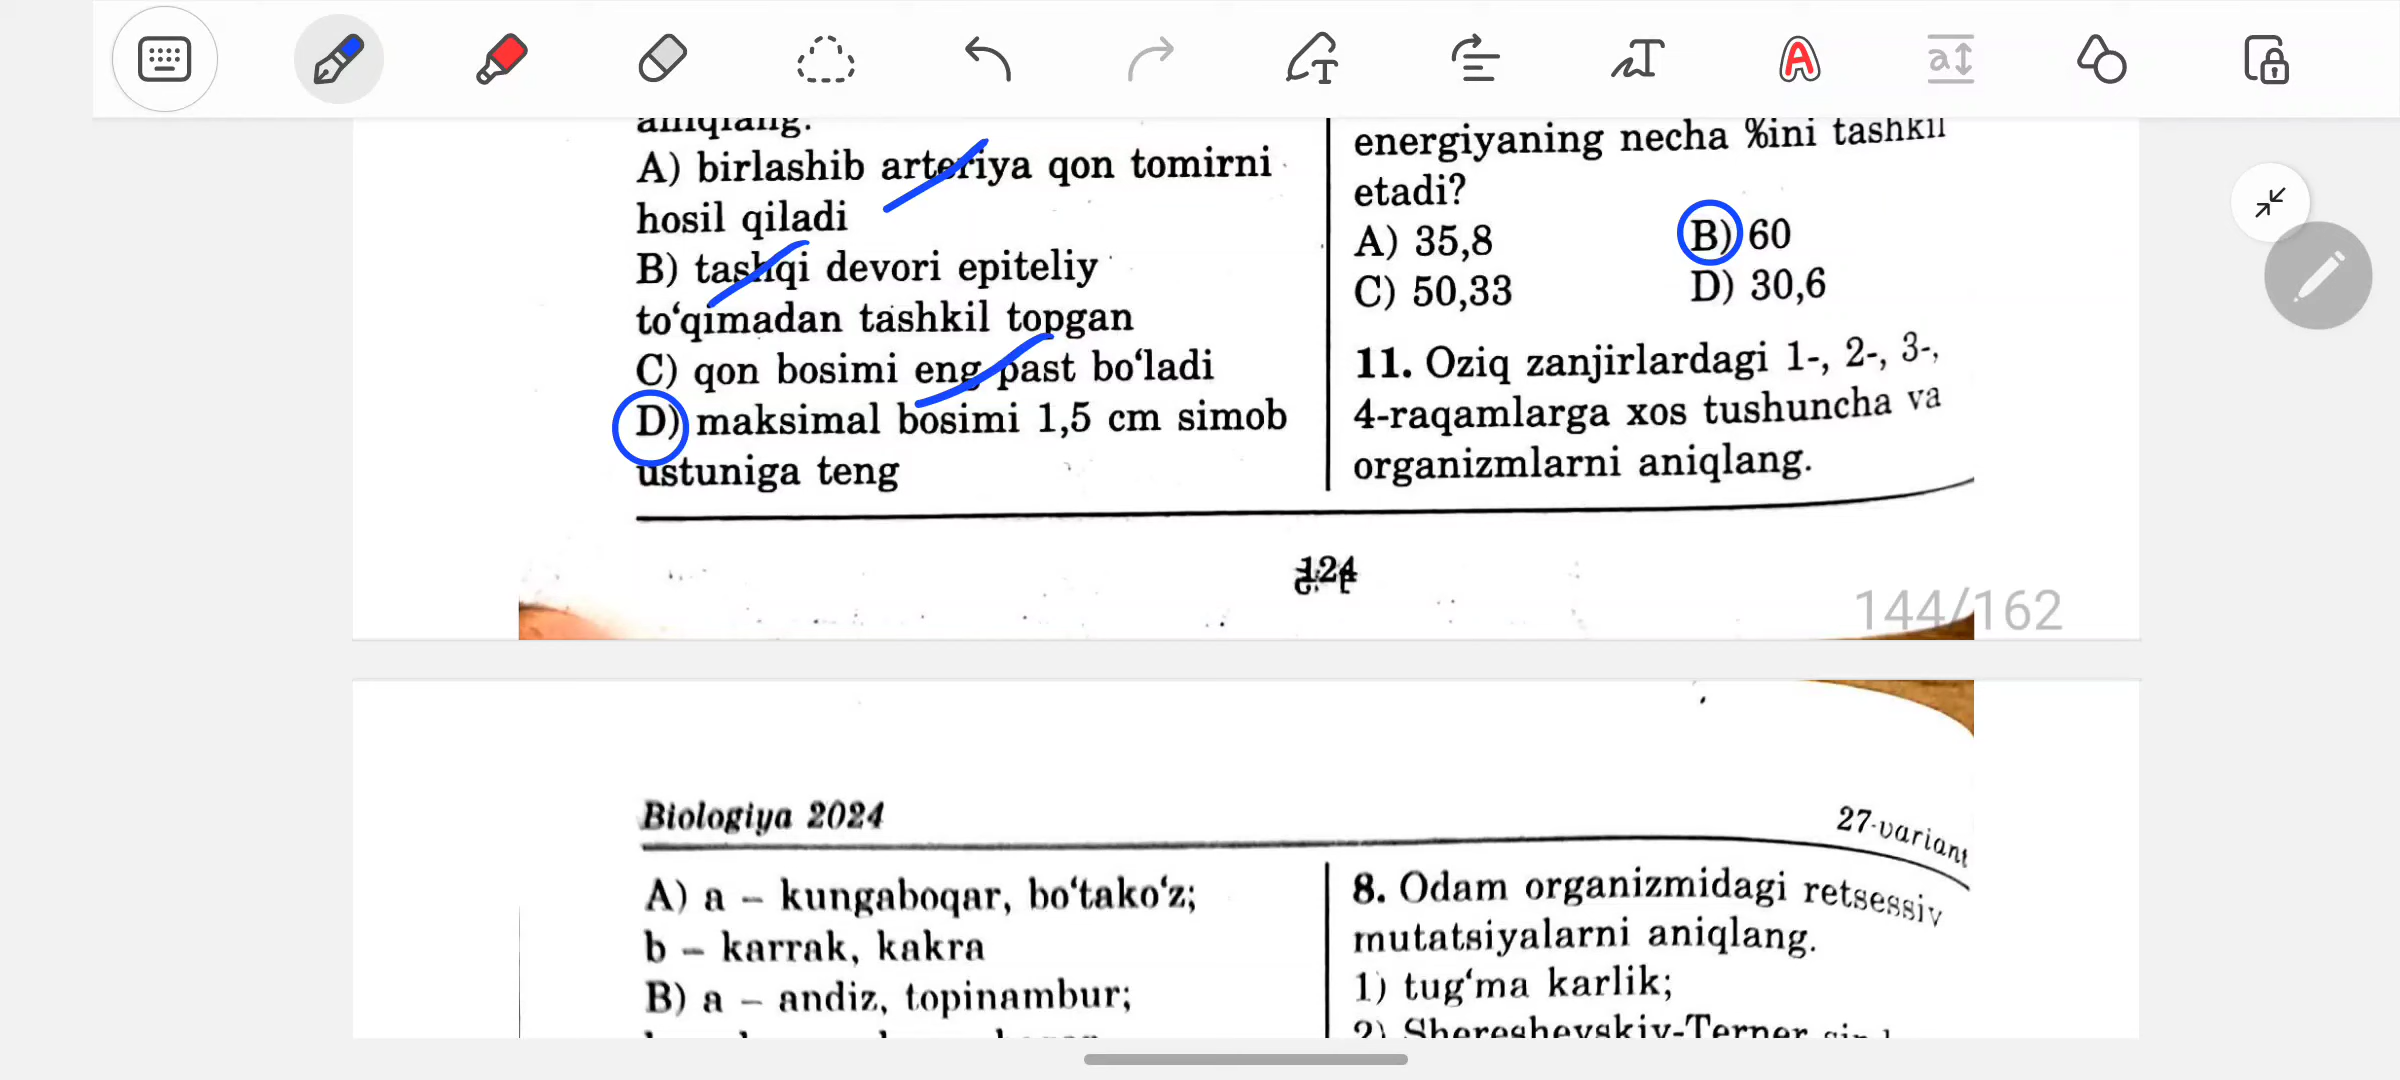 aniqlang.
A) birlashib arteriya qon tomirni
hosil qiladi
B) tashqi devori epiteliy
to‘qimadan tashkil topgan
C) qon bosimi eng past bo‘ladi
D) maksimal bosimi 1,5 cm simob
ustuniga teng
energiyaning necha %ini tashkil
etadi?
A) 35,8 B) 60
C) 50,33 D) 30,6
11. Oziq zanjirlardagi 1-, 2-, 3-,
4-raqamlarga xos tushuncha va
organizmlarni aniqlang.
124
144/162
Biologiya 2024
27-variant
A) a – kungaboqar, bo‘tako‘z;
b – karrak, kakra
B) a – andiz, topinambur;
8. Odam organizmidagi retsessiv
mutatsiyalarni aniqlang.
1) tug‘ma karlik;
2) Shereshevskiy-Terner